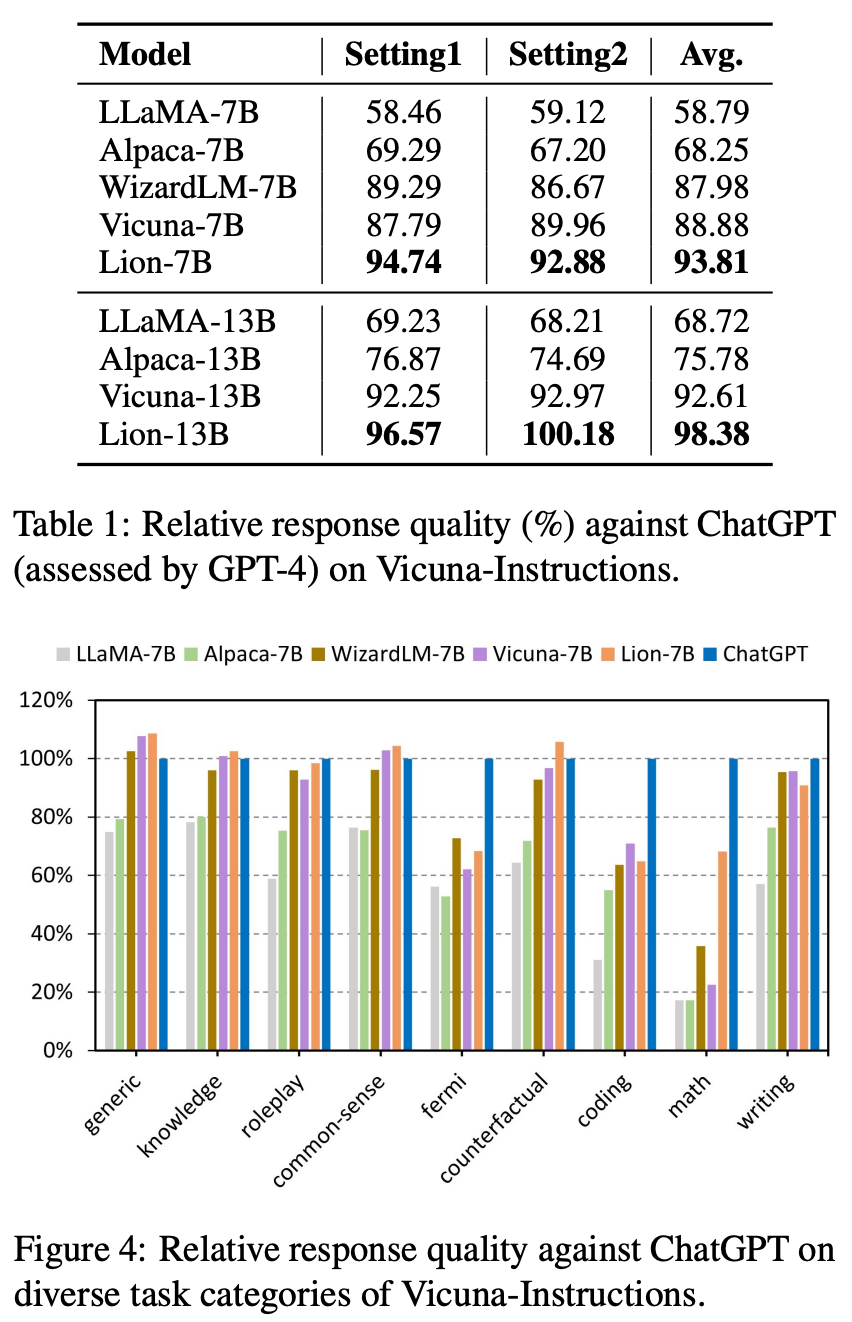 Model Setting1 Setting2 Avg.
LLaMA-7B 58.46 59.12 58.79
Alpaca-7B 69.29 67.20 68.25
WizardLM-7B 89.29 86.67 87.98
Vicuna-7B 87.79 89.96 88.88
Lion-7B 94.74 92.88 93.81
LLaMA-13B 69.23 68.21 68.72
Alpaca-13B 76.87 74.69 75.78
Vicuna-13B 92.25 92.97 92.61
Lion-13B 96.57 100.18 98.38
Table 1: Relative response quality (%) against ChatGPT
(assessed by GPT-4) on Vicuna-Instructions.
LLaMA-7B Alpaca-7B WizardLM-7B Vicuna-7B Lion-7B ChatGPT
120%
100%
80%
60%
40%
20%
0%
generic knowledge roleplay common-sense fermi counterfactual coding math writing
Figure 4: Relative response quality against ChatGPT on
diverse task categories of Vicuna-Instructions.